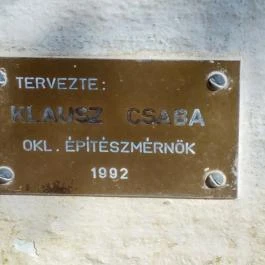 TERVEZTE:
KLAUSZ CSABA
OKL. ÉPÍTÉSZMÉRNÖK
1992